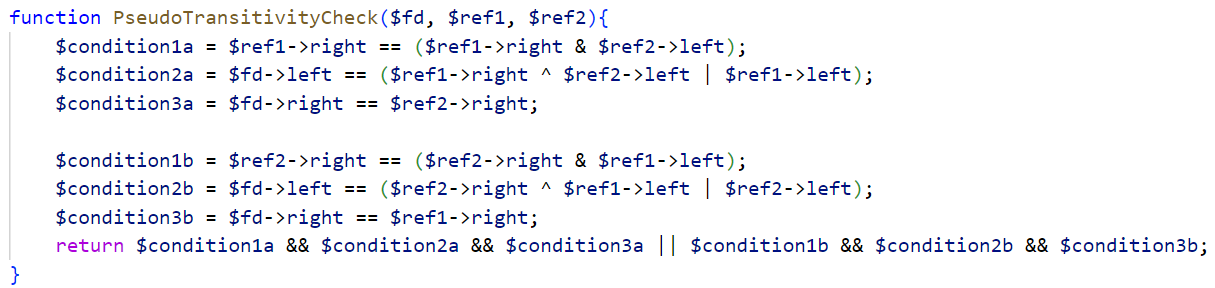 function PseudoTransitivityCheck($fd, $ref1, $ref2){
    $condition1a = $ref1->right == ($ref1->right & $ref2->left);
    $condition2a = $fd->left == ($ref1->right ^ $ref2->left | $ref1->left);
    $condition3a = $fd->right == $ref2->right;

    $condition1b = $ref2->right == ($ref2->right & $ref1->left);
    $condition2b = $fd->left == ($ref2->right ^ $ref1->left | $ref2->left);
    $condition3b = $fd->right == $ref1->right;
    return $condition1a && $condition2a && $condition3a || $condition1b && $condition2b && $condition3b;
}